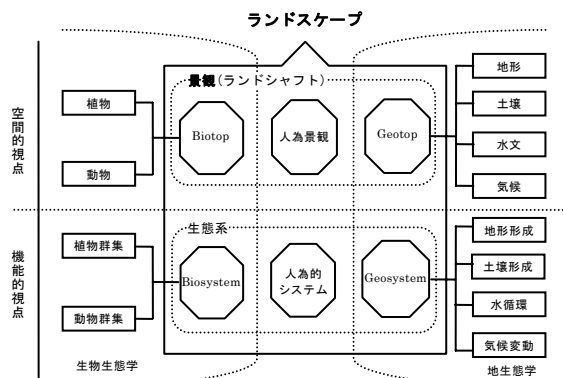 ランドスケープ
景観(ランドシャフト)
空間的視点
植物
動物
Biotop
人為景観
Geotop
地形
土壌
水文
気候
機能的視点
生態系
植物群集
動物群集
Biosystem
人為的
システム
Geosystem
地形形成
土壌形成
水循環
気候変動
生物生態学
地生態学